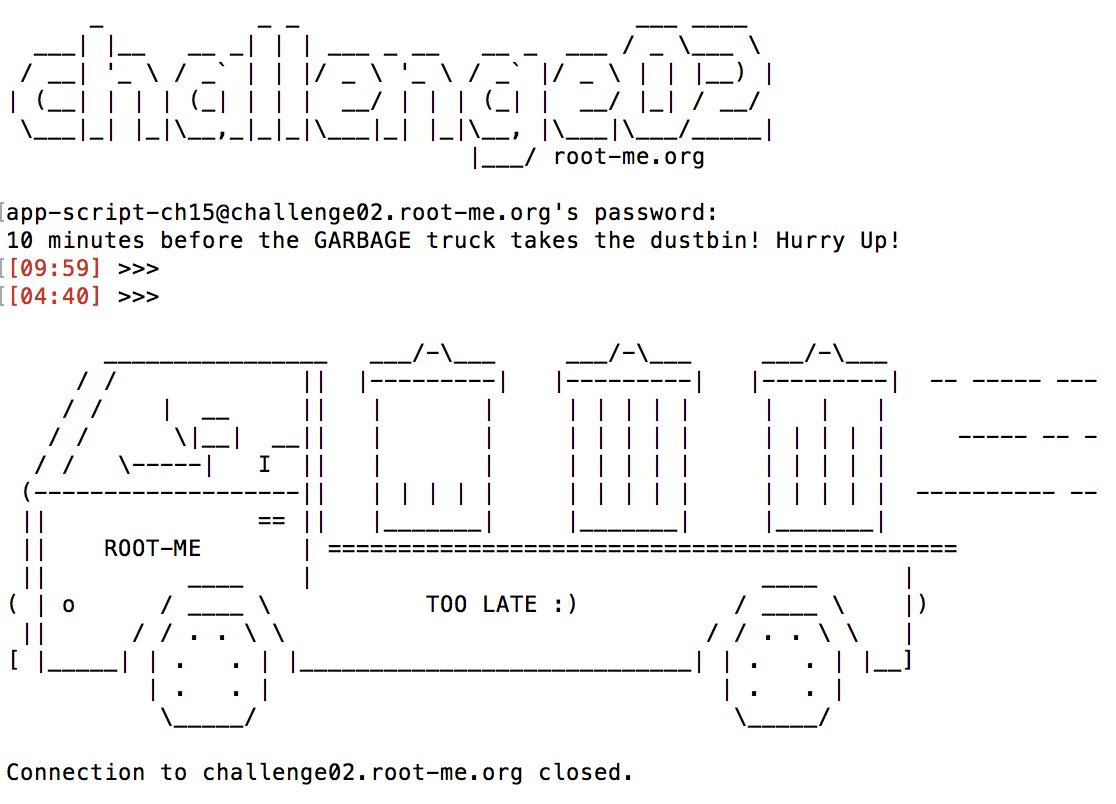 challenge02
root-me.org
app-script-ch15@challenge02.root-me.org's password:
10 minutes before the GARBAGE truck takes the dustbin! Hurry Up!
[09:59] >>>
[04:40] >>>
I
==
ROOT-ME
o
TOO LATE :)
Connection to challenge02.root-me.org closed.